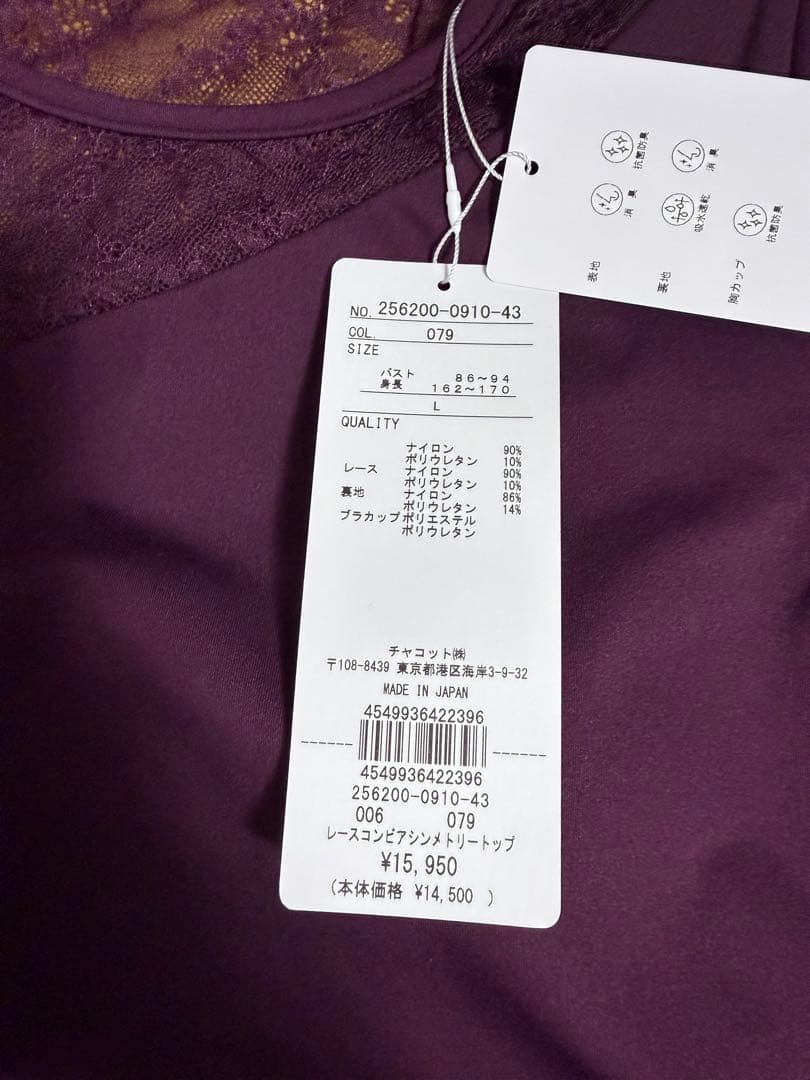 NO. 256200-0910-43
COL. 079
SIZE
バスト 86～94
身長 162～170
L
QUALITY
ナイロン 90%
ポリウレタン 10%
レース ナイロン 90%
ポリウレタン 10%
裏地 ナイロン 86%
ポリウレタン 14%
ブラカップ ポリエステル
ポリウレタン
チャコット㈱
〒108-8439 東京都港区海岸3-9-32
MADE IN JAPAN
4549936422396
4549936422396
256200-0910-43
006 079
レースコンビアシンメトリートップ
¥15,950
(本体価格 ¥14,500 )
表地 消臭 抗菌防臭
裏地 吸水速乾 消臭
胸カップ 抗菌防臭